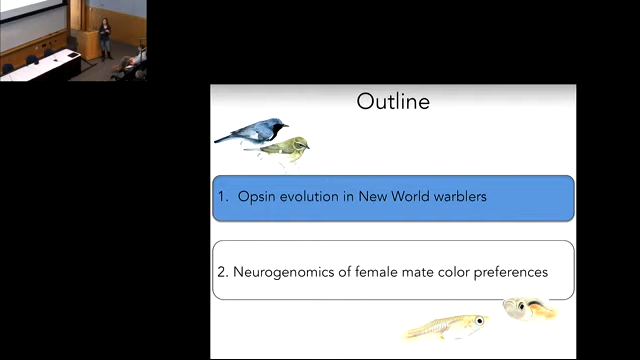 Outline
1. Opsin evolution in New World warblers
2. Neurogenomics of female mate color preferences